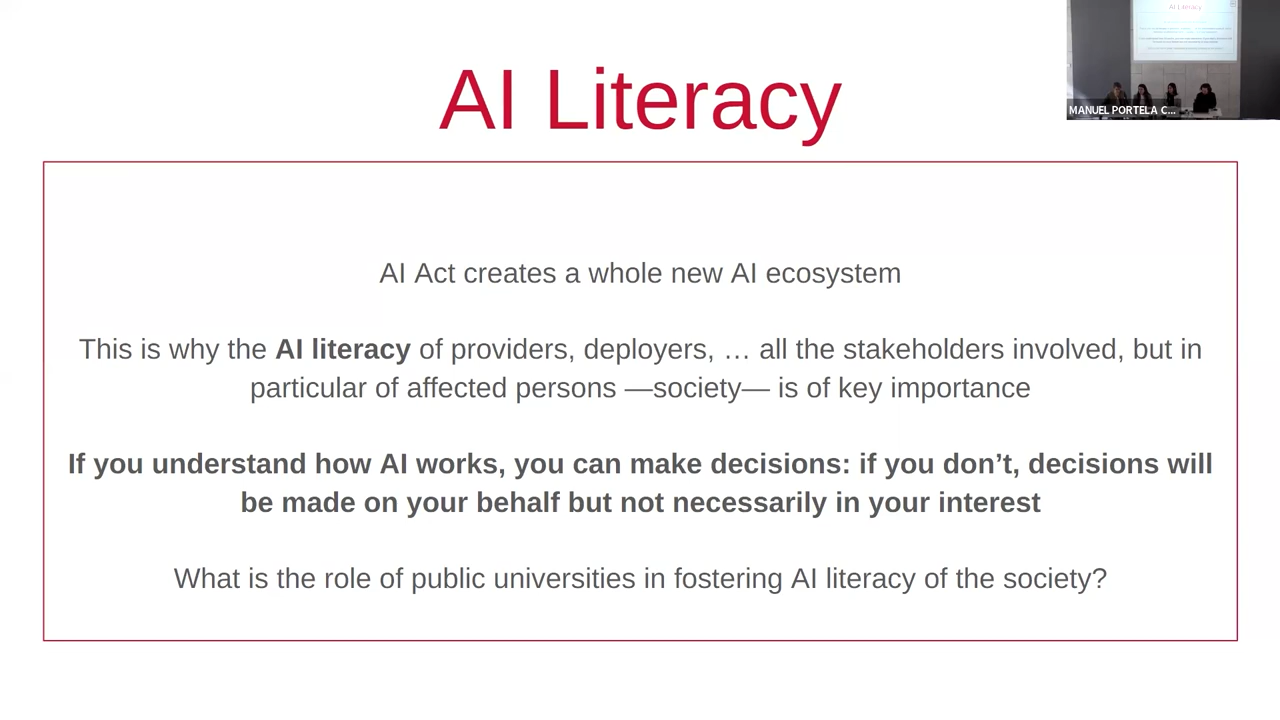 AI Literacy
AI Literacy
MANUEL PORTELA C...
AI Act creates a whole new AI ecosystem
This is why the AI literacy of providers, deployers, … all the stakeholders involved, but in
particular of affected persons —society— is of key importance
If you understand how AI works, you can make decisions: if you don’t, decisions will
be made on your behalf but not necessarily in your interest
What is the role of public universities in fostering AI literacy of the society?